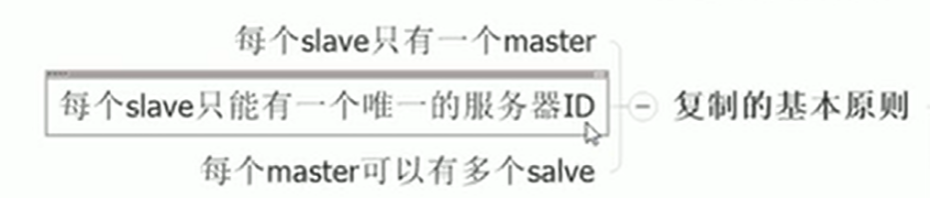 每个slave只有一个master
每个slave只能有一个唯一的服务器ID
复制的基本原则
每个master可以有多个salve